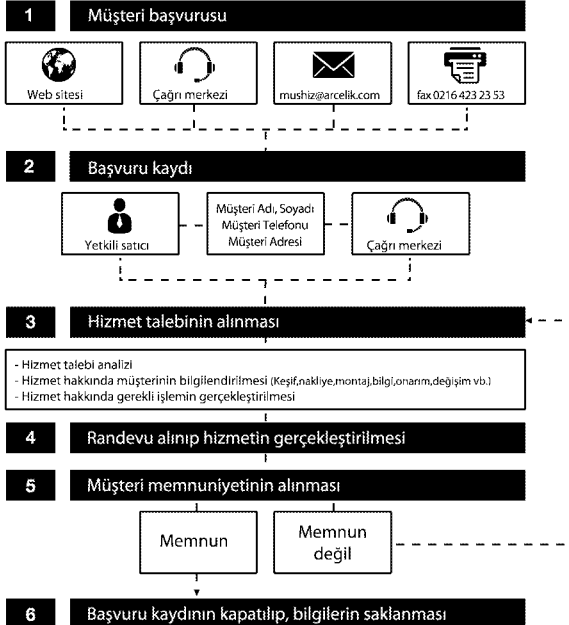 1 Müşteri başvurusu
Web sitesi
Çağrı merkezi
mushiz@arcelik.com
fax 0216 423 23 53
2 Başvuru kaydı
Yetkili satıcı
Müşteri Adı, Soyadı
Müşteri Telefonu
Müşteri Adresi
Çağrı merkezi
3 Hizmet talebinin alınması
- Hizmet talebi analizi
- Hizmet hakkında müşterinin bilgilendirilmesi (Keşif,nakliye,montaj,bilgi,onarım,değişim vb.)
- Hizmet hakkında gerekli işlemin gerçekleştirilmesi
4 Randevu alınıp hizmetin gerçekleştirilmesi
5 Müşteri memnuniyetinin alınması
Memnun
Memnun
değil
6 Başvuru kaydının kapatılıp, bilgilerin saklanması